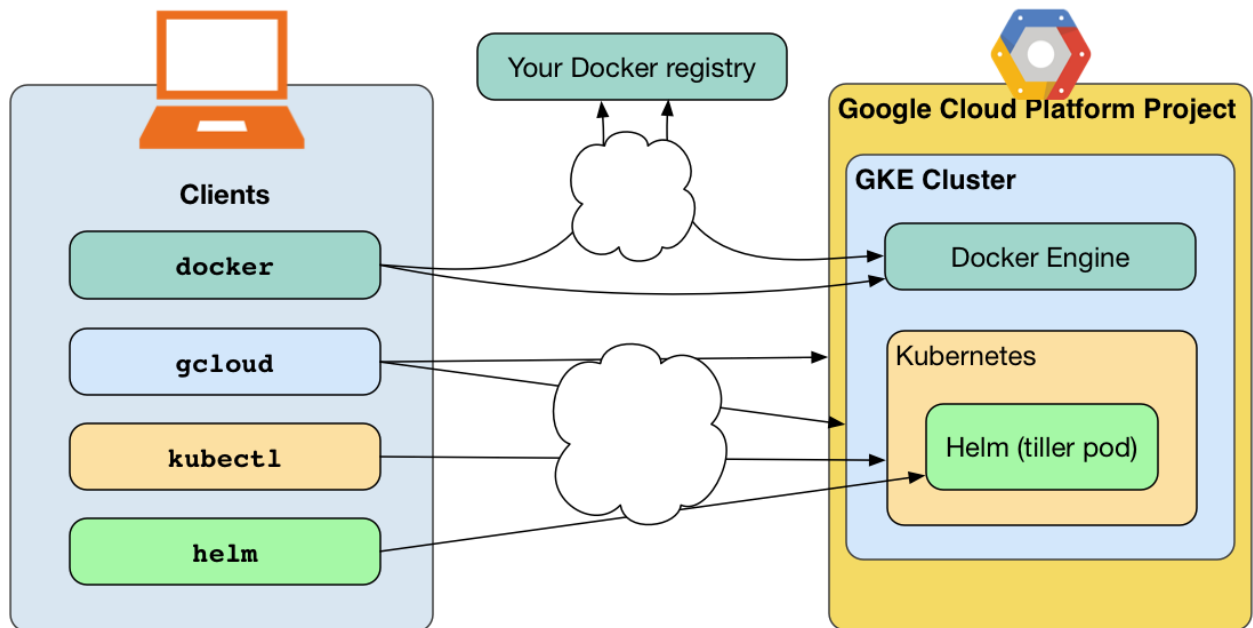 Your Docker registry
Google Cloud Platform Project
Clients
GKE Cluster
docker
Docker Engine
gcloud
Kubernetes
kubectl
Helm (tiller pod)
helm